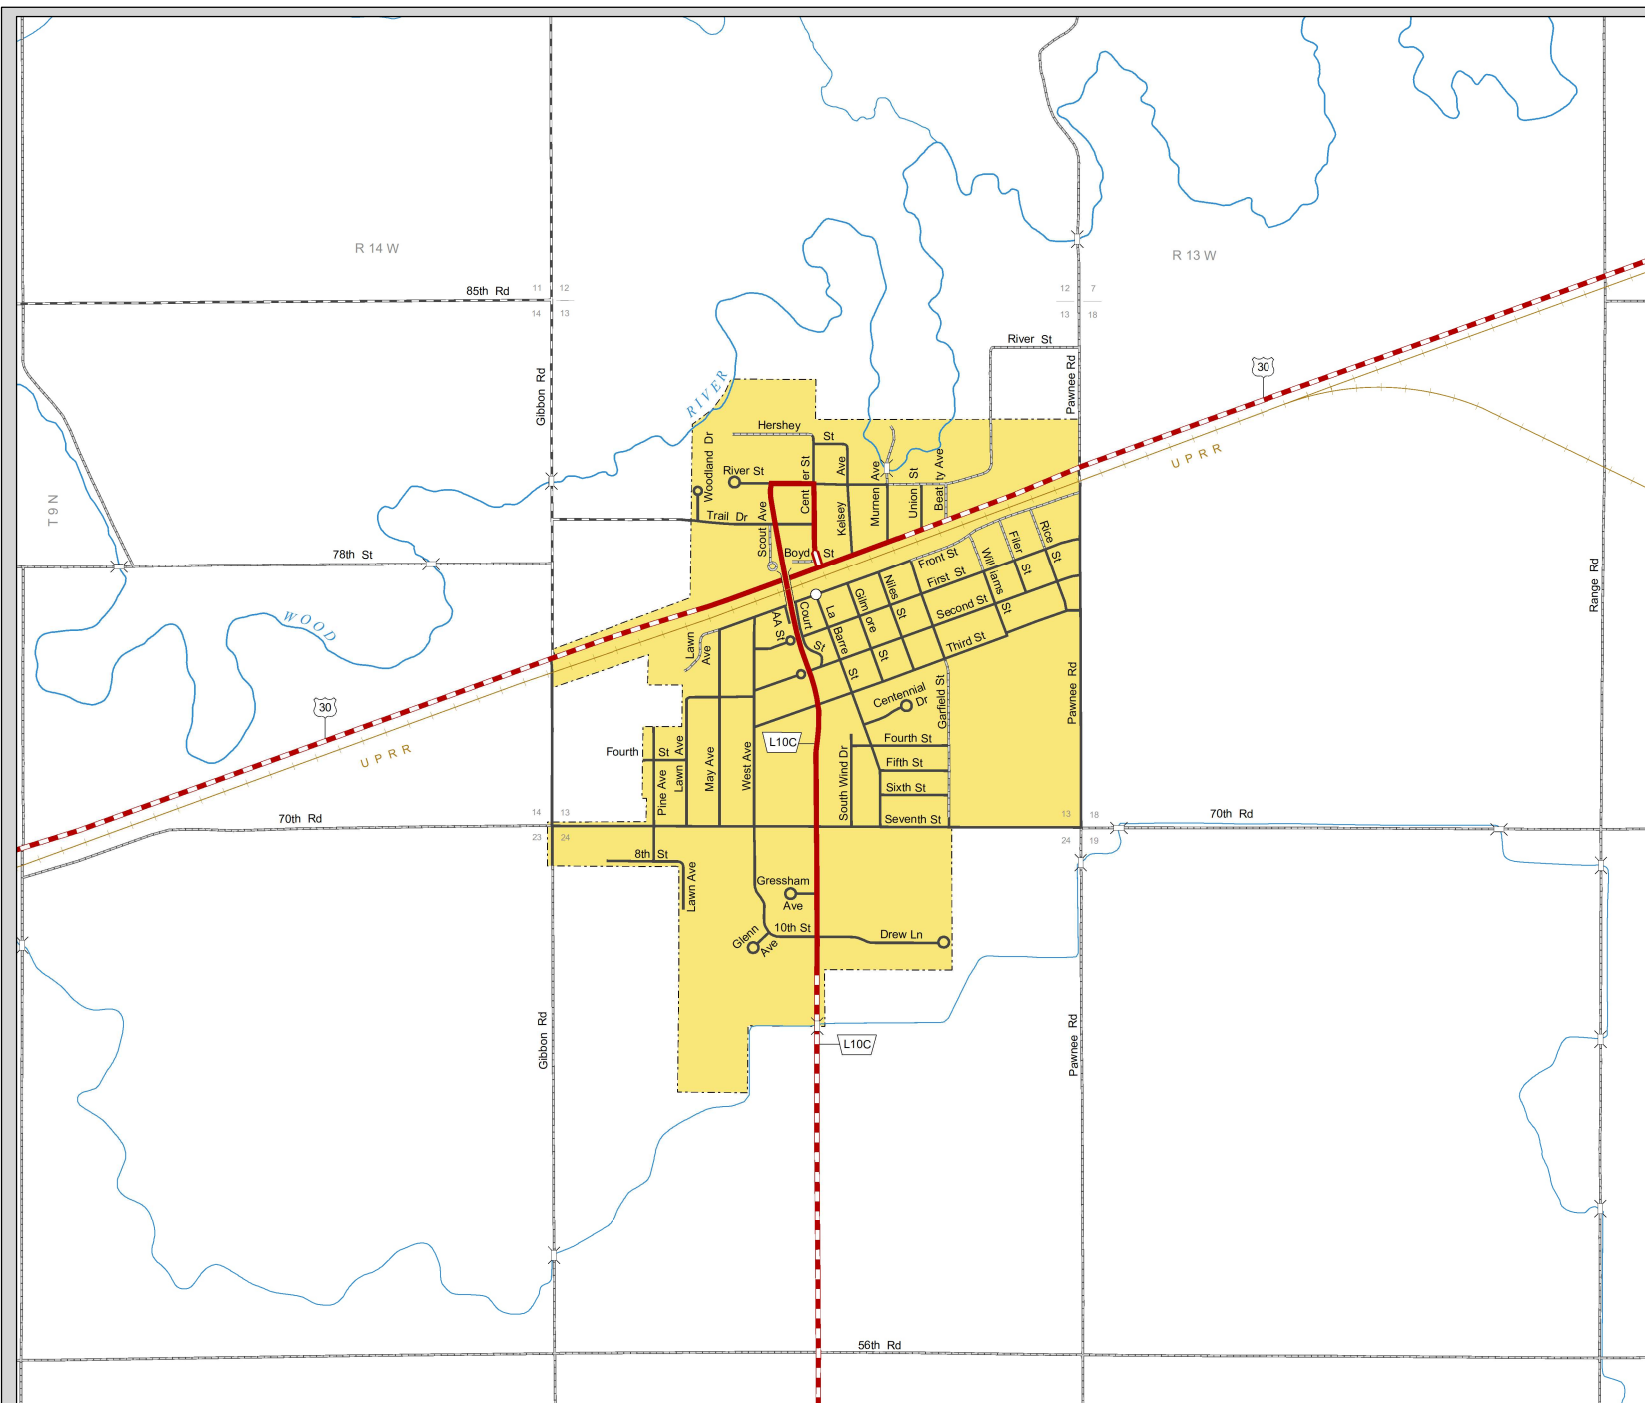 R 14 W
R 13 W
85th Rd
11
12
14
13
12
7
13
18
River St
30
UPRR
Gibbon Rd
Pawnee Rd
RIVER
Hershey
St
Woodland Dr
River St
Center St
Ave
Kelsey
Murnen Ave
Union St
Beatty Ave
T 9 N
Trail Dr
Scout Ave
Boyd St
78th St
Front St
First St
Second St
Third St
Rice St
Filer St
Williams St
Niles St
Gilmore St
La Barre St
Court St
AA St
Range Rd
WOOD
Lawn Ave
Centennial Dr
Garfield St
Pawnee Rd
30
UPRR
L10C
Fourth St
Lawn Ave
Pine Ave
May Ave
West Ave
South Wind Dr
Fourth St
Fifth St
Sixth St
Seventh St
14
13
23
24
70th Rd
13
18
24
19
70th Rd
8th St
Lawn Ave
Gressham Ave
10th St
Glenn Ave
Drew Ln
Gibbon Rd
L10C
Pawnee Rd
56th Rd